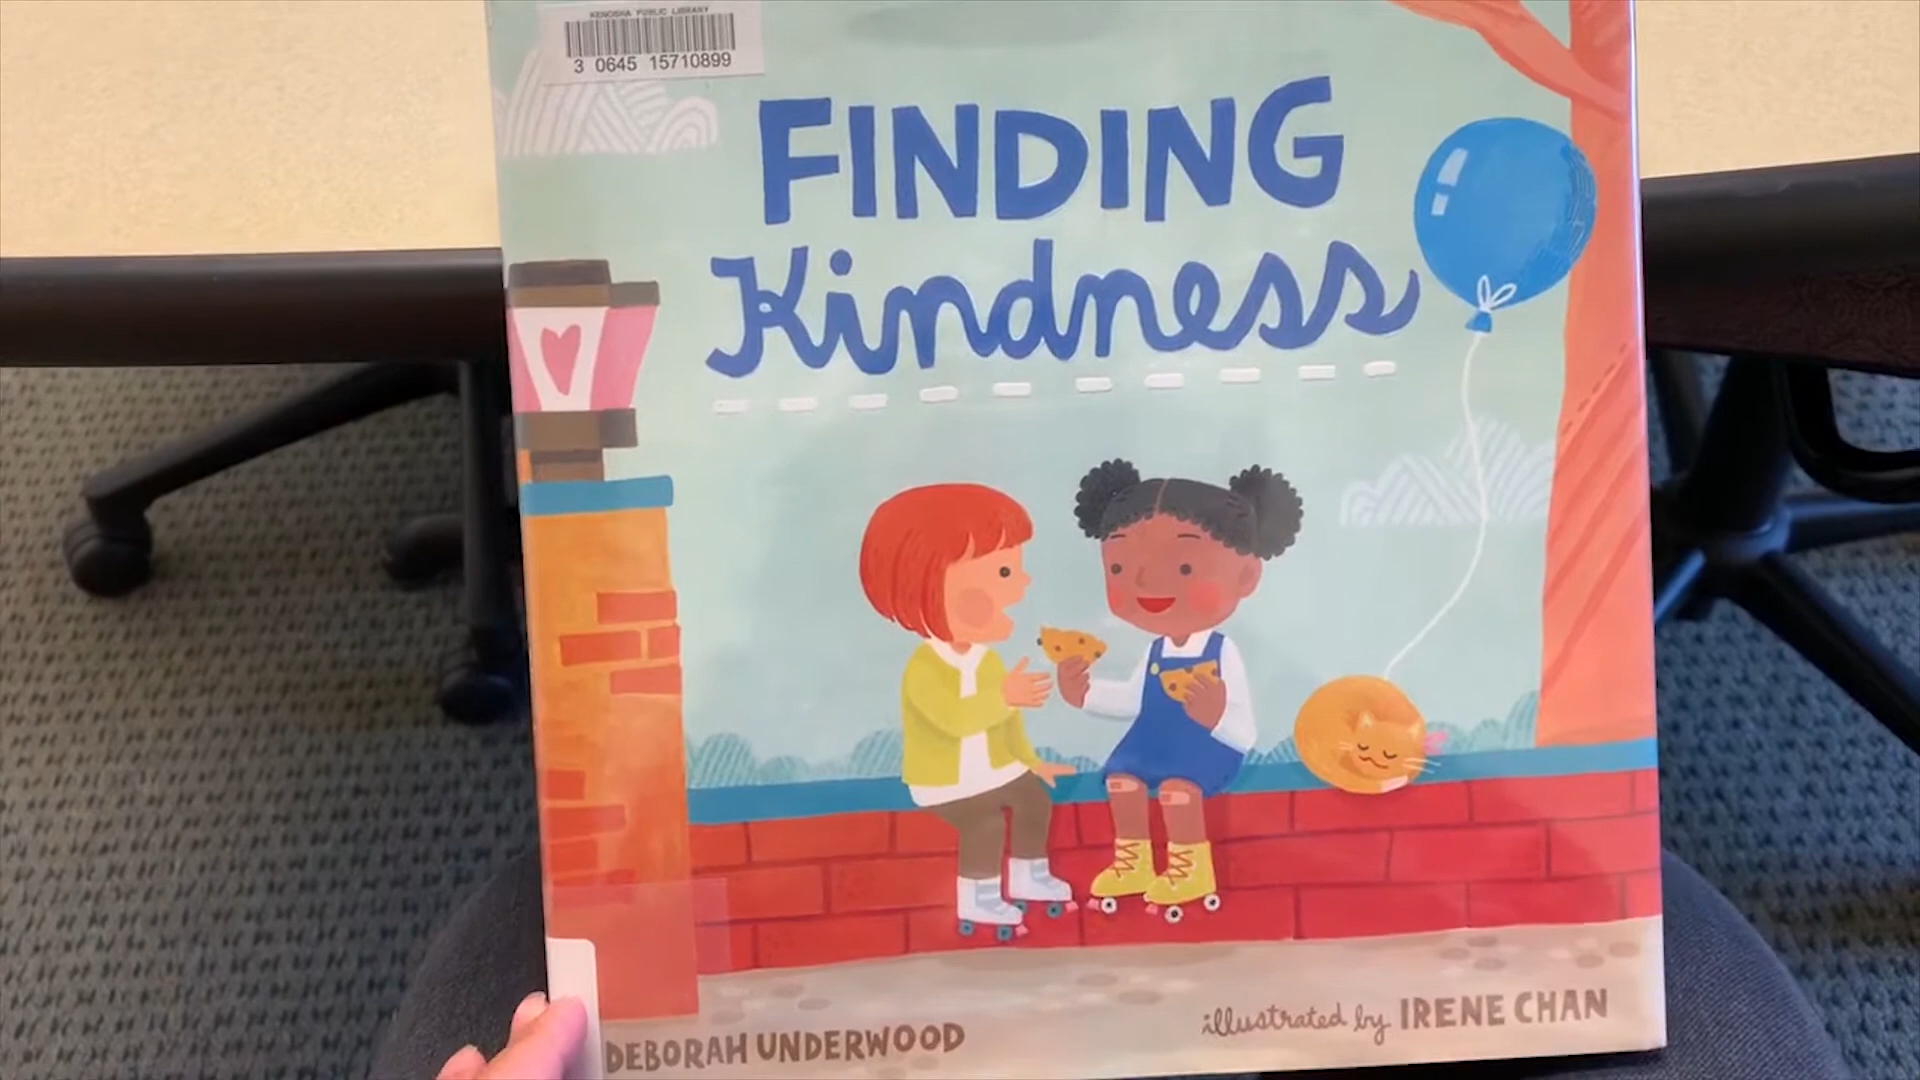 KENOSHA PUBLIC LIBRARY
3 0645 15710899
FINDING
Kindness
DEBORAH UNDERWOOD
illustrated by IRENE CHAN